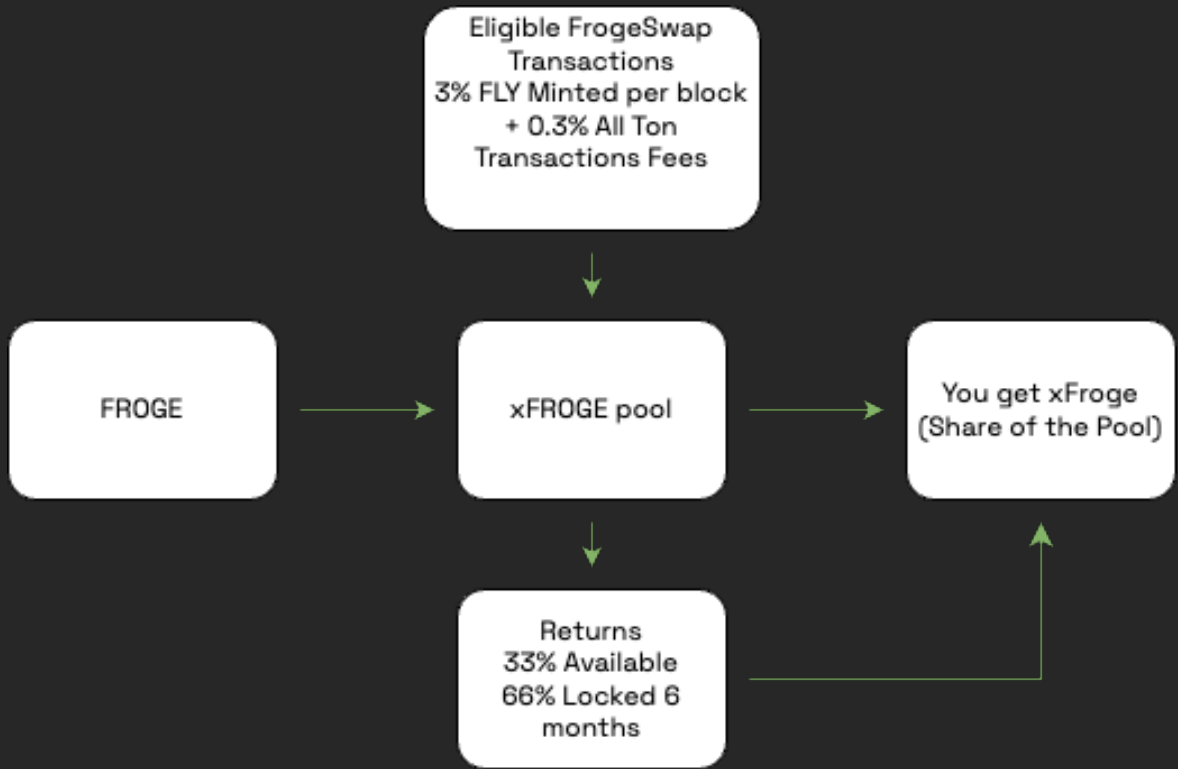 Eligible FrogeSwap
Transactions
3% FLY Minted per block
+ 0.3% All Ton
Transactions Fees
FROGE
xFROGE pool
You get xFroge
(Share of the Pool)
Returns
33% Available
66% Locked 6
months